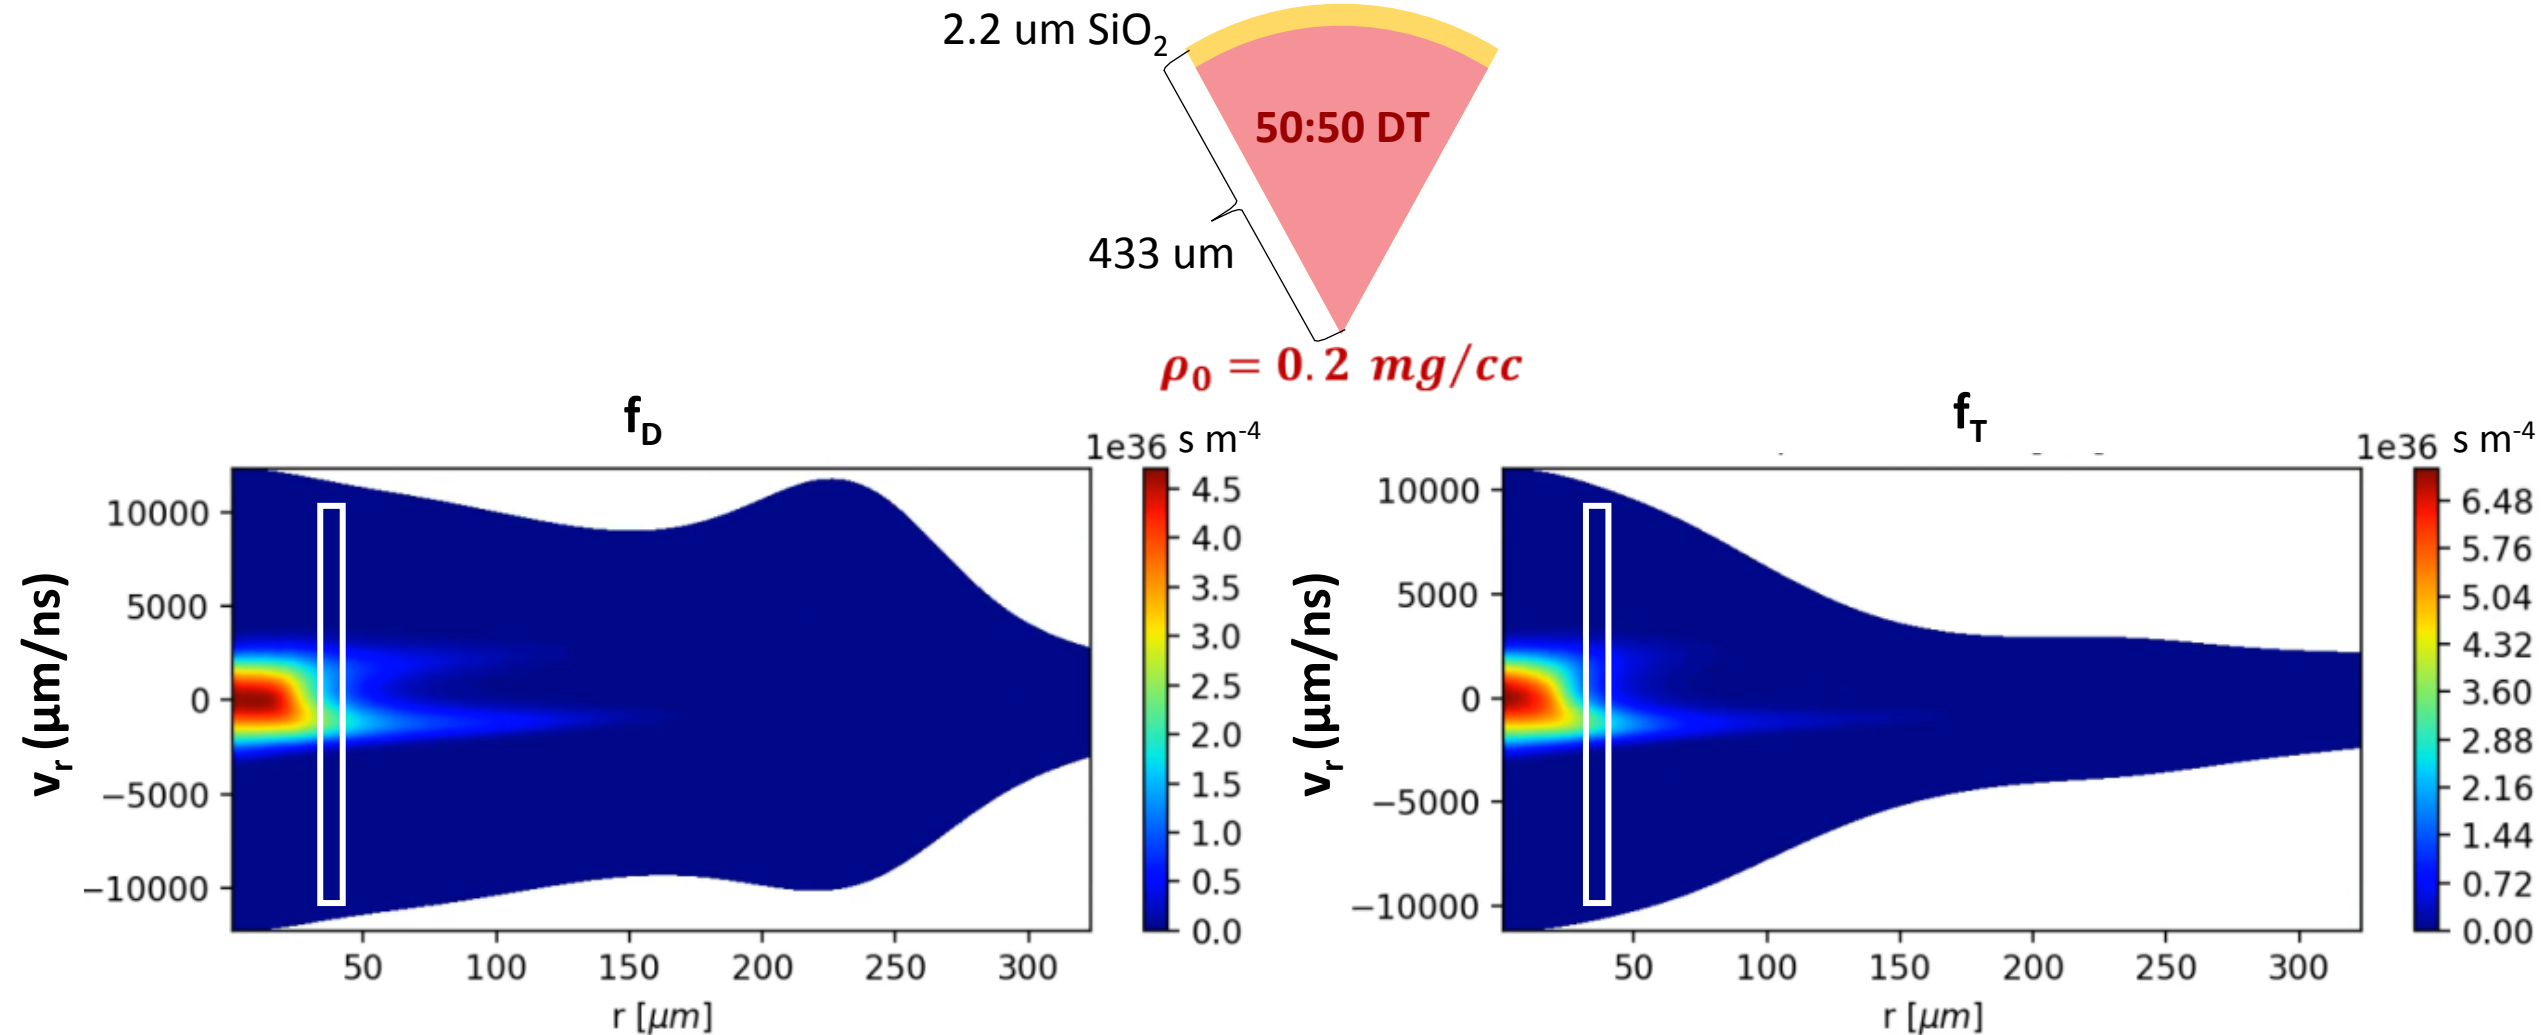 2.2 um SiO₂
50:50 DT
433 um
ρ₀ = 0.2 mg/cc
f_D
1e36 s m⁻⁴
v_r (μm/ns)
10000
5000
0
−5000
−10000
50 100 150 200 250 300
r [μm]
4.5
4.0
3.5
3.0
2.5
2.0
1.5
1.0
0.5
0.0
f_T
1e36 s m⁻⁴
v_r (μm/ns)
10000
5000
0
−5000
−10000
50 100 150 200 250 300
r [μm]
6.48
5.76
5.04
4.32
3.60
2.88
2.16
1.44
0.72
0.00